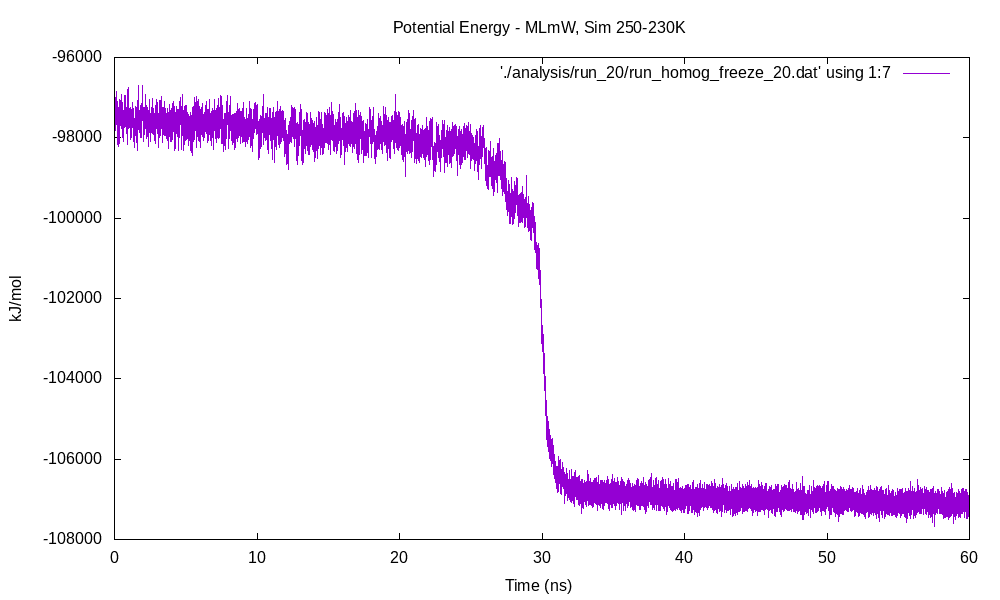 Potential Energy - MLmW, Sim 250-230K
'./analysis/run_20/run_homog_freeze_20.dat' using 1:7
-96000
-98000
-100000
-102000
-104000
-106000
-108000
kJ/mol
0 10 20 30 40 50 60
Time (ns)